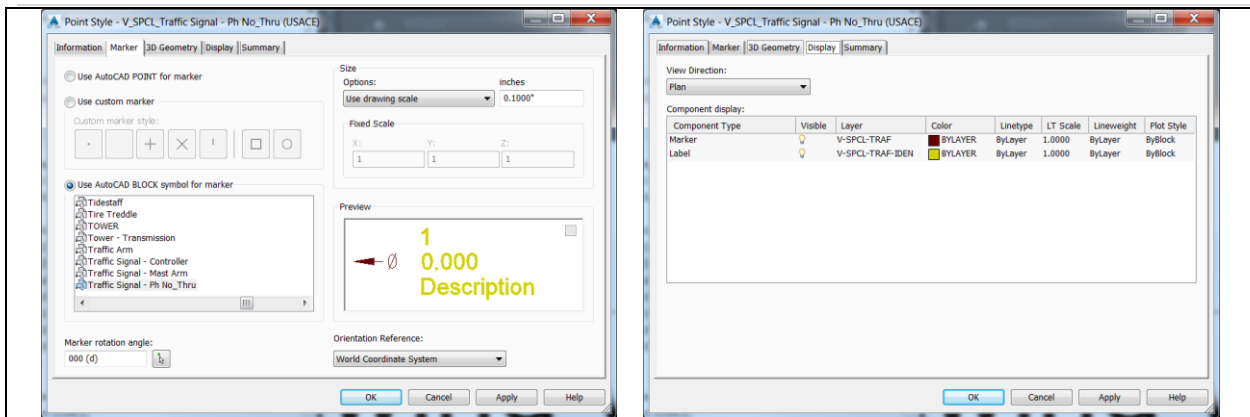 Point Style - V_SPCL_Traffic Signal - Ph No_Thru (USACE)
Information Marker 3D Geometry Display Summary
Use AutoCAD POINT for marker
Use custom marker
Custom marker style:
Use AutoCAD BLOCK symbol for marker
Tidestaff
Tire Treddle
TOWER
Tower - Transmission
Traffic Arm
Traffic Signal - Controller
Traffic Signal - Mast Arm
Traffic Signal - Ph No_Thru
Marker rotation angle:
000 (d)
Size
Options: inches
Use drawing scale 0.1000"
Fixed Scale
X: Y: Z:
1 1 1
Preview
1
Ø 0.000
Description
Orientation Reference:
World Coordinate System
OK Cancel Apply Help
Point Style - V_SPCL_Traffic Signal - Ph No_Thru (USACE)
Information Marker 3D Geometry Display Summary
View Direction:
Plan
Component display:
Component Type Visible Layer Color Linetype LT Scale Lineweight Plot Style
Marker V-SPCL-TRAF BYLAYER ByLayer 1.0000 ByLayer ByBlock
Label V-SPCL-TRAF-IDEN BYLAYER ByLayer 1.0000 ByLayer ByBlock
OK Cancel Apply Help